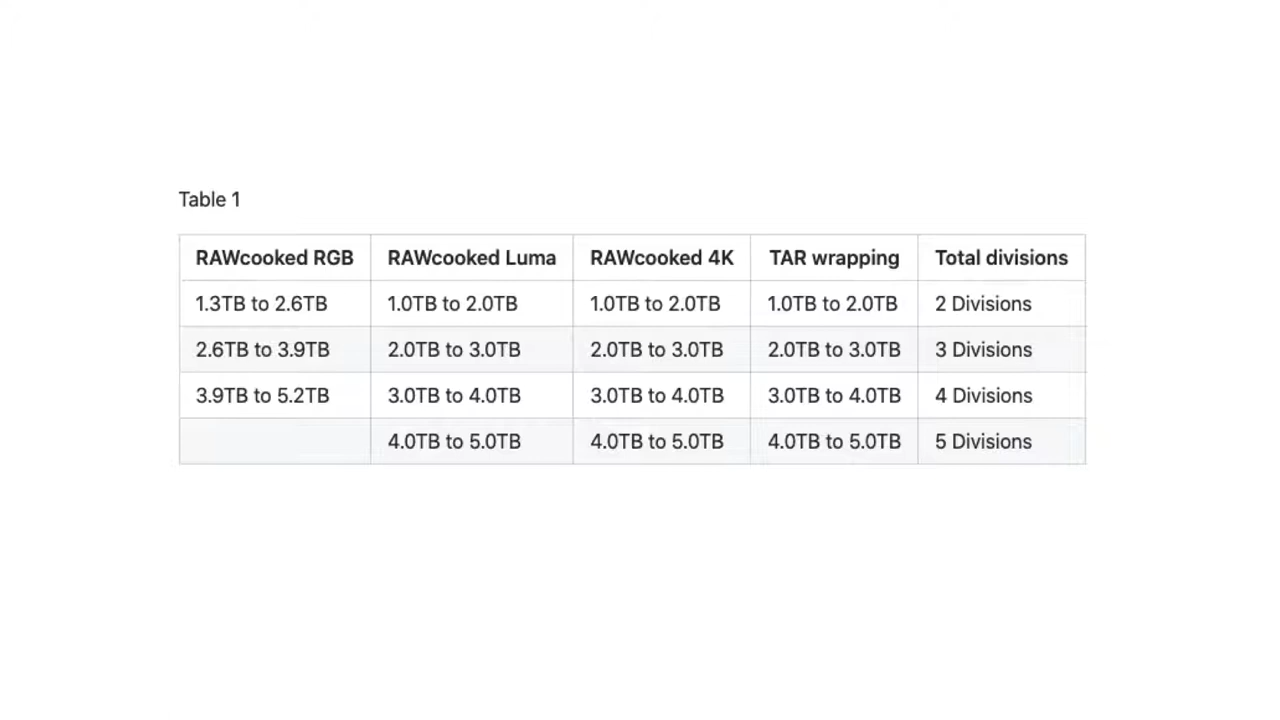 Table 1
RAWcooked RGB RAWcooked Luma RAWcooked 4K TAR wrapping Total divisions
1.3TB to 2.6TB 1.0TB to 2.0TB 1.0TB to 2.0TB 1.0TB to 2.0TB 2 Divisions
2.6TB to 3.9TB 2.0TB to 3.0TB 2.0TB to 3.0TB 2.0TB to 3.0TB 3 Divisions
3.9TB to 5.2TB 3.0TB to 4.0TB 3.0TB to 4.0TB 3.0TB to 4.0TB 4 Divisions
4.0TB to 5.0TB 4.0TB to 5.0TB 4.0TB to 5.0TB 5 Divisions